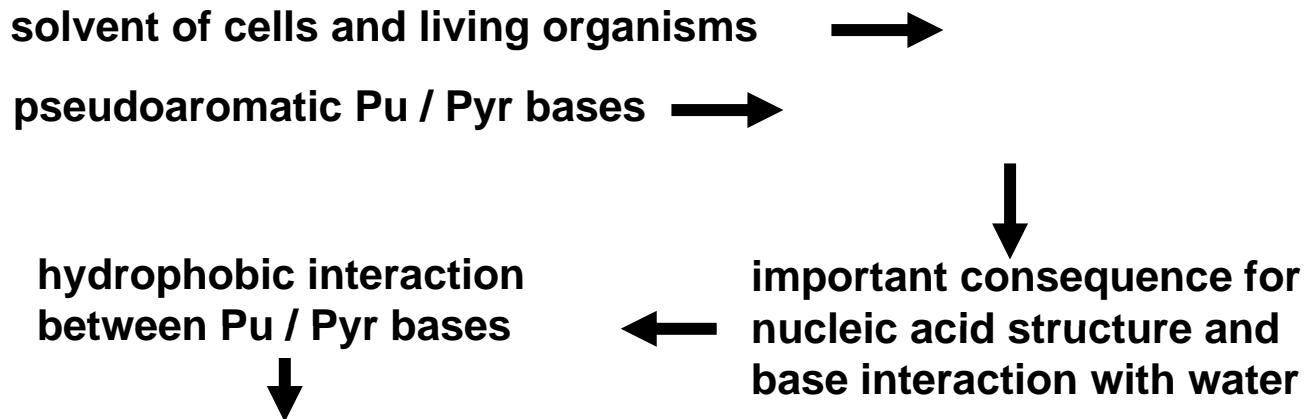 solvent of cells and living organisms
pseudoaromatic Pu / Pyr bases
hydrophobic interaction
between Pu / Pyr bases
important consequence for
nucleic acid structure and
base interaction with water